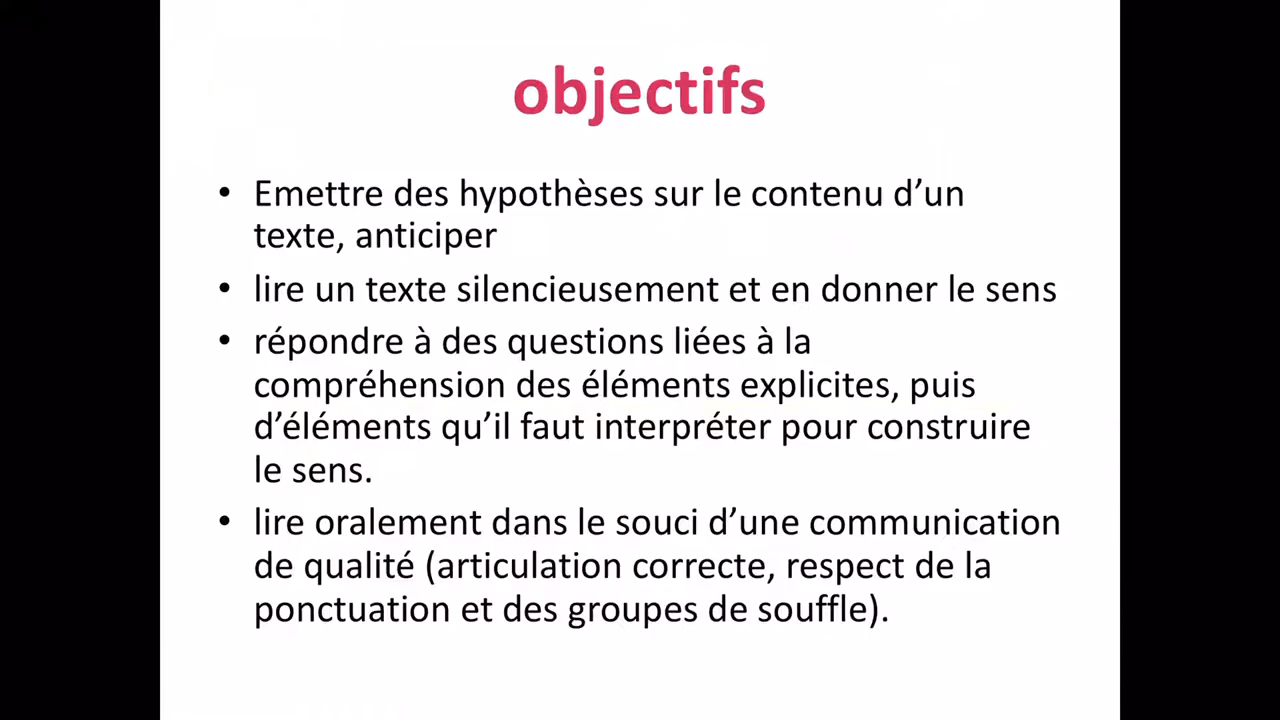 objectifs
• Emettre des hypothèses sur le contenu d’un
texte, anticiper
• lire un texte silencieusement et en donner le sens
• répondre à des questions liées à la
compréhension des éléments explicites, puis
d’éléments qu’il faut interpréter pour construire
le sens.
• lire oralement dans le souci d’une communication
de qualité (articulation correcte, respect de la
ponctuation et des groupes de souffle).